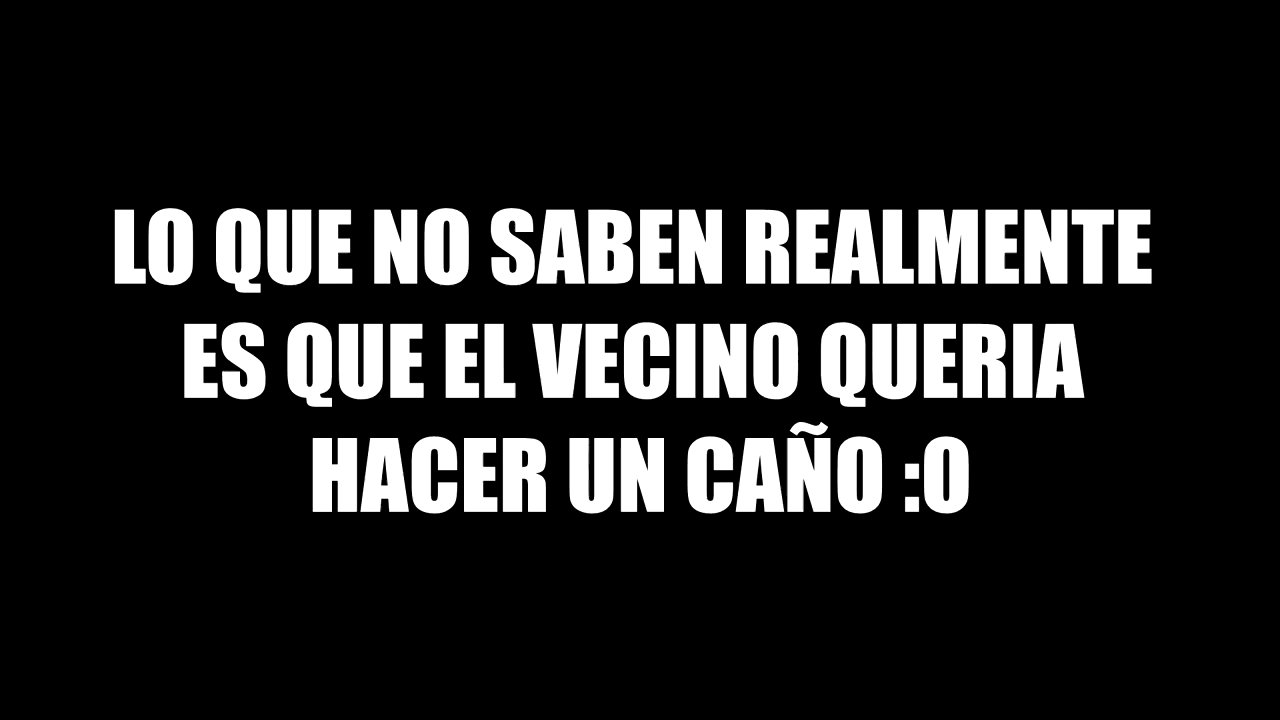 LO QUE NO SABEN REALMENTE
ES QUE EL VECINO QUERIA
HACER UN CAÑO :O